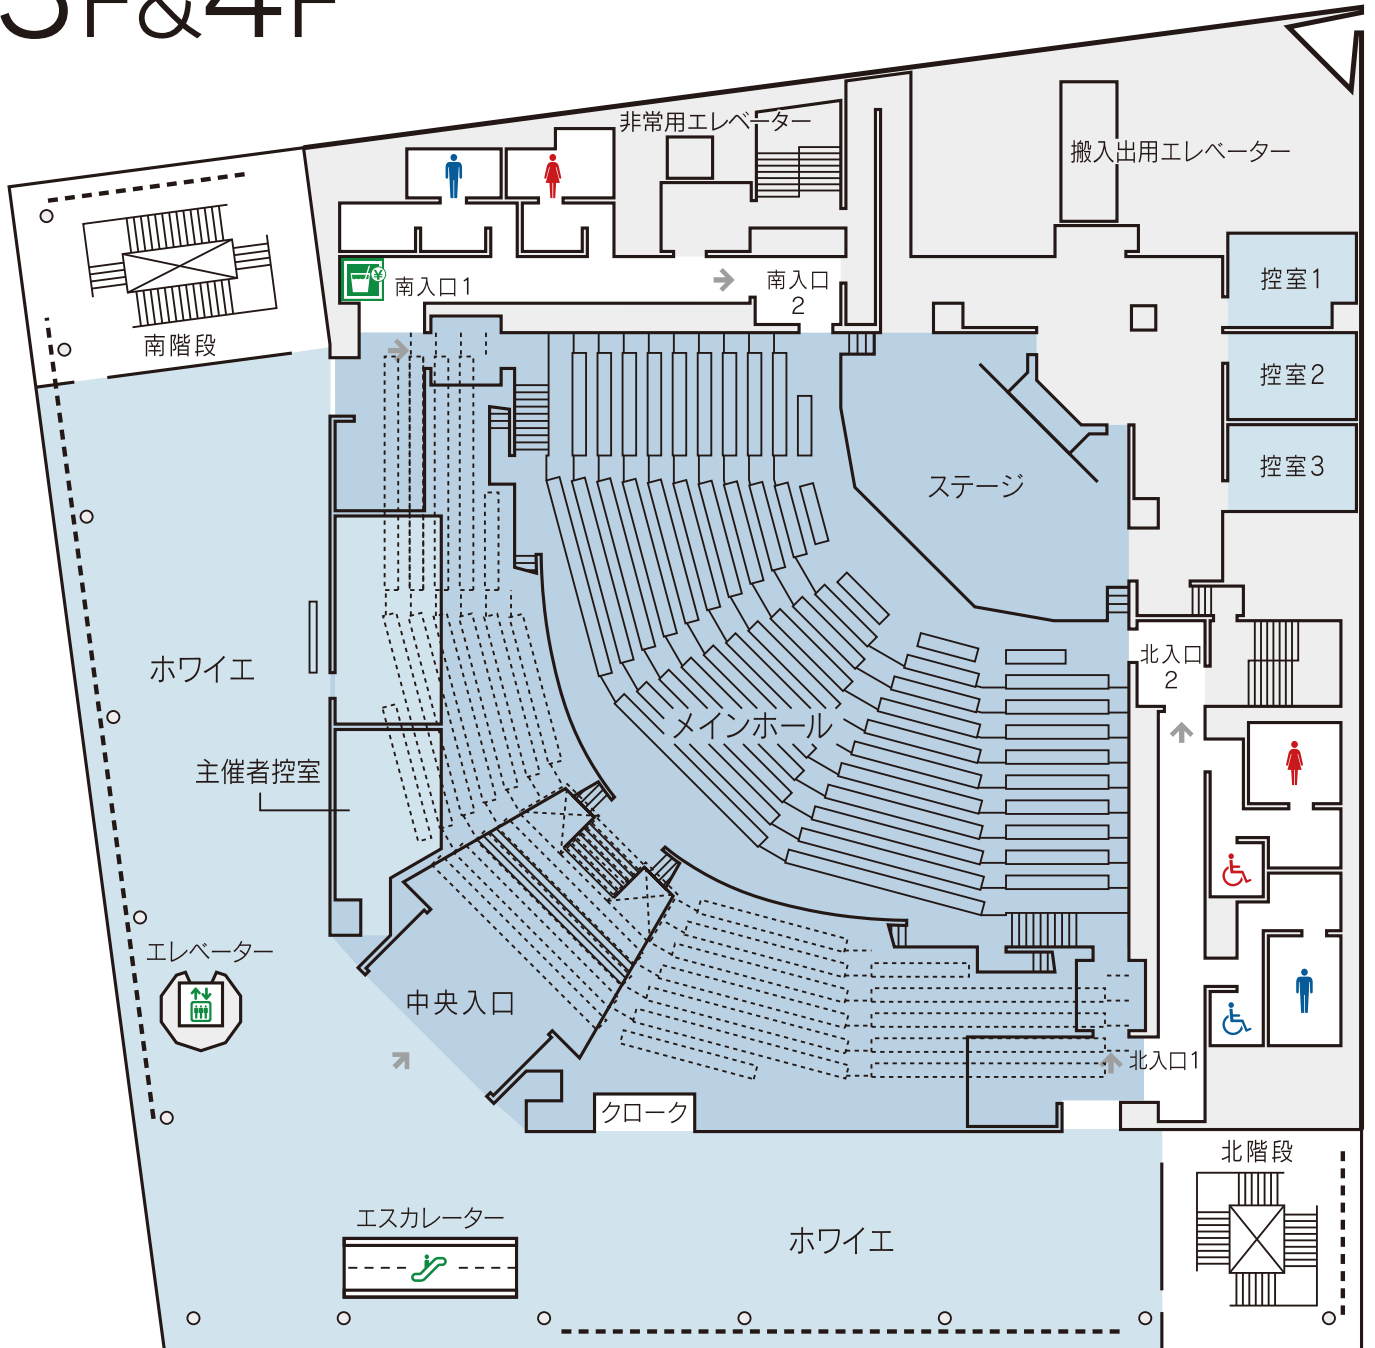 3F&4F
非常用エレベーター
搬入出用エレベーター
南入口1
南入口
2
控室1
南階段
控室2
控室3
ステージ
ホワイエ
北入口
2
メインホール
主催者控室
エレベーター
中央入口
北入口1
クローク
北階段
エスカレーター
ホワイエ